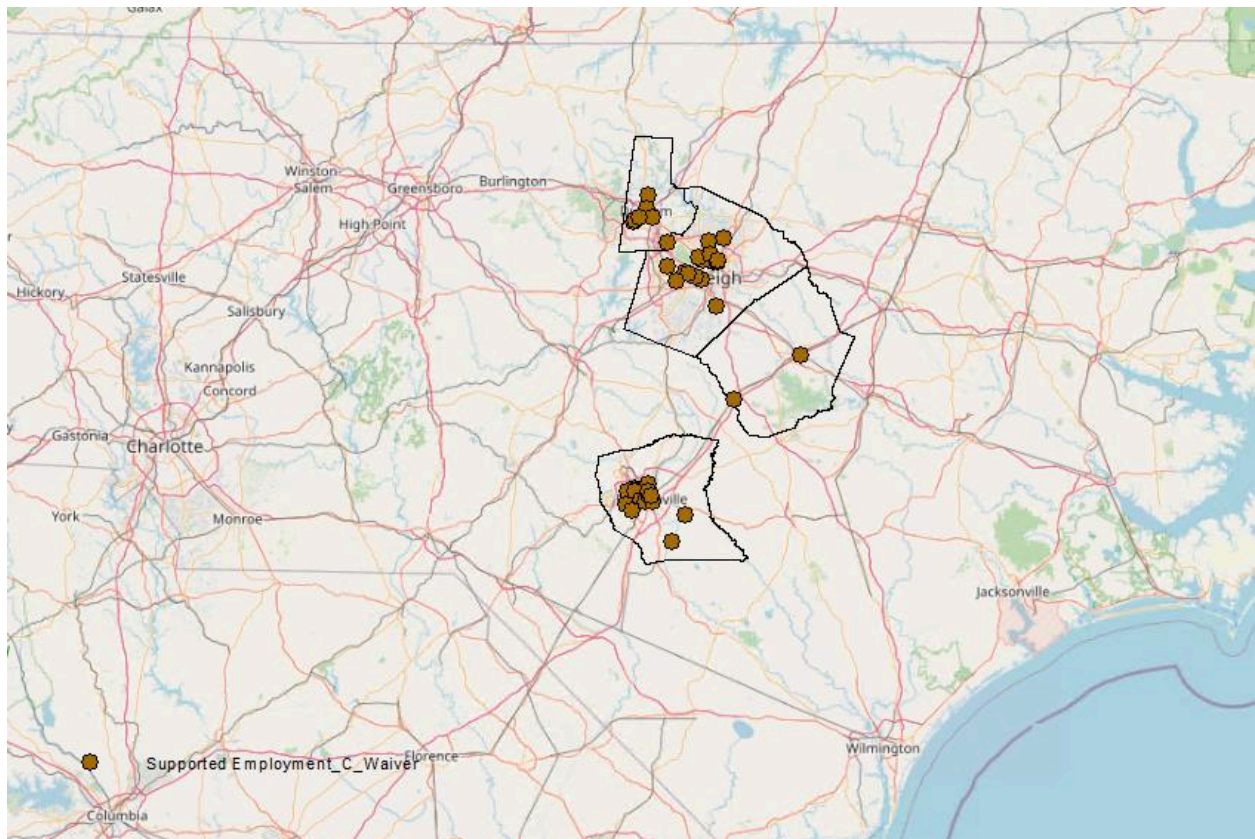 Galax
Winston-
Salem
Greensboro
Burlington
High Point
Statesville
Hickory
Salisbury
Kannapolis
Concord
Gastonia
Charlotte
York
Monroe
Jacksonville
Wilmington
Supported Employment_C_Waiver
Florence
Columbia